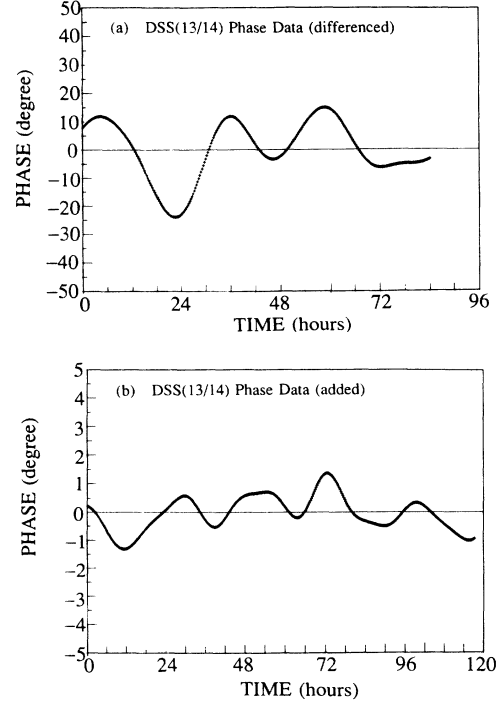 50
(a) DSS(13/14) Phase Data (differenced)
40
30
20
10
0
−10
−20
−30
−40
−50
PHASE (degree)
0 24 48 72 96
TIME (hours)
5
(b) DSS(13/14) Phase Data (added)
4
3
2
1
0
−1
−2
−3
−4
−5
PHASE (degree)
0 24 48 72 96 120
TIME (hours)